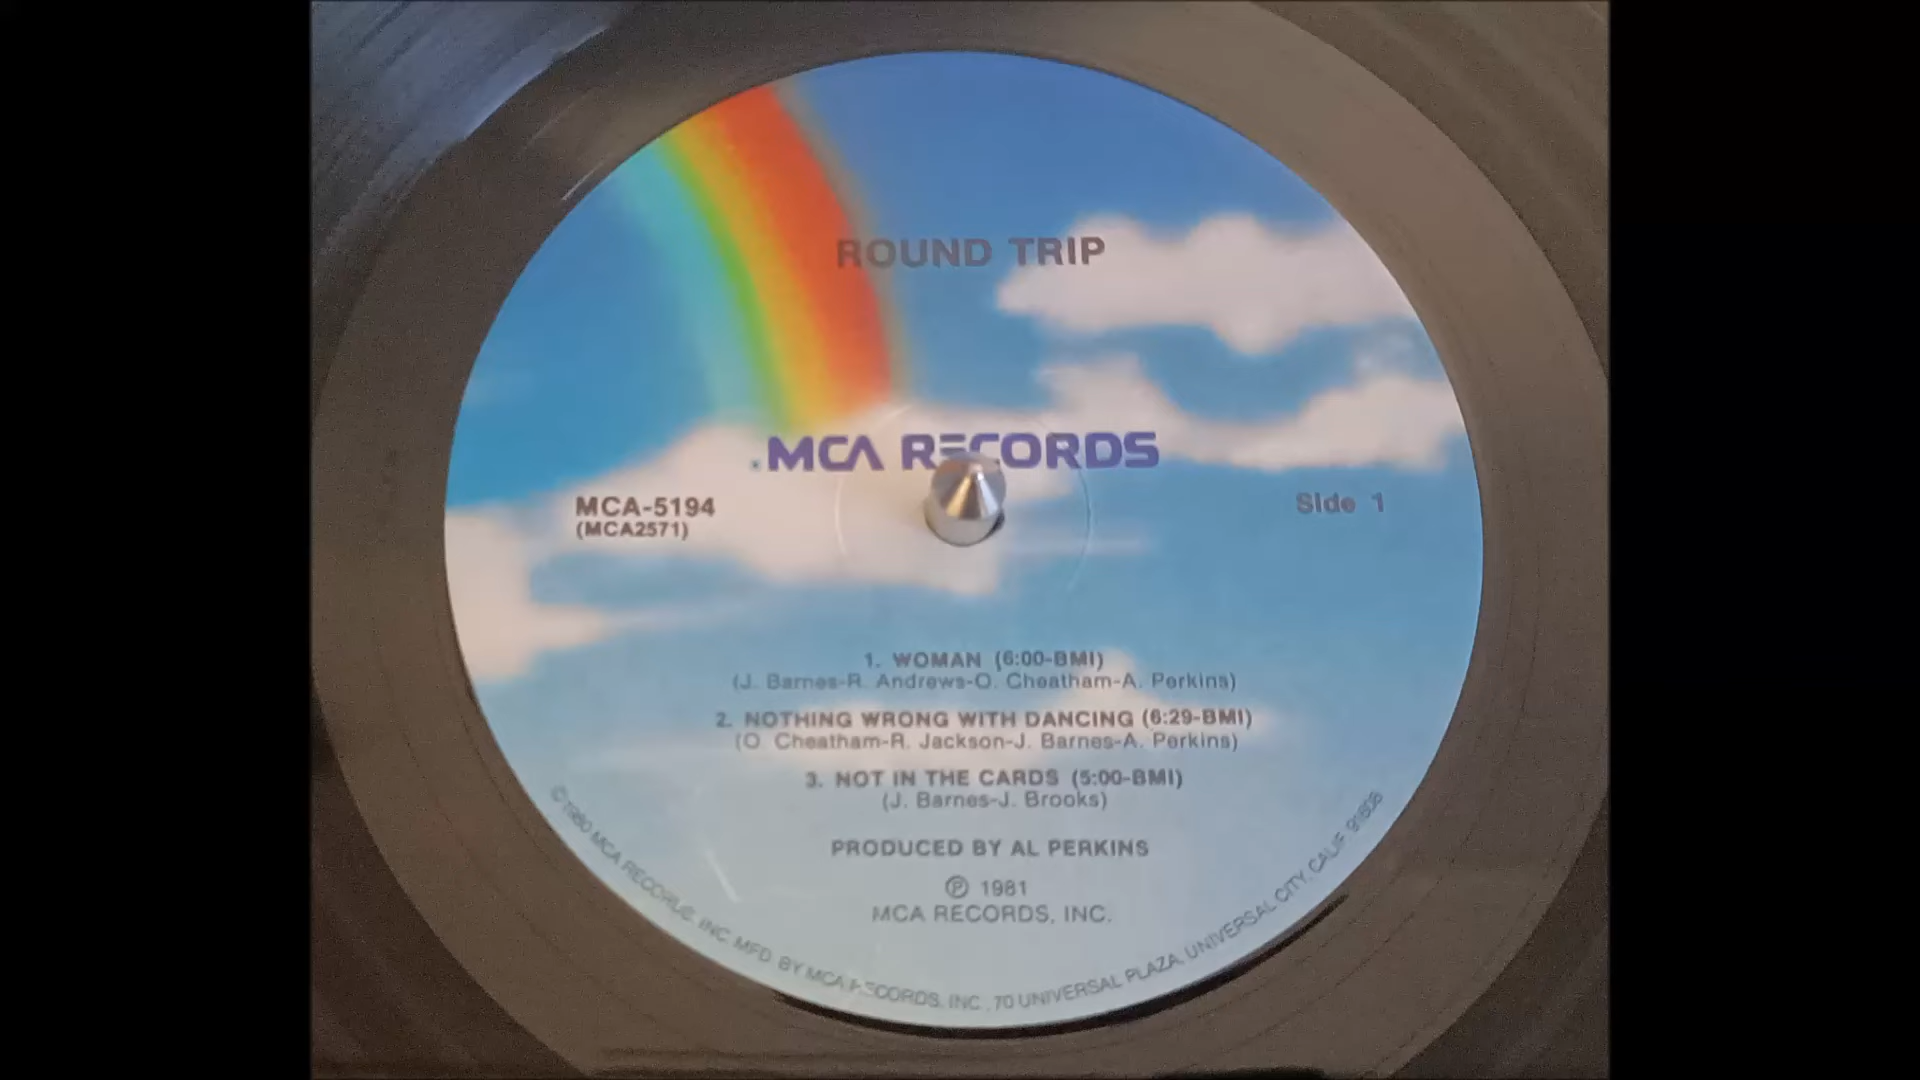 ROUND TRIP
MCA RECORDS
MCA-5194
(MCA2571)
Side 1
1. WOMAN (6:00-BMI)
(J. Barnes-R. Andrews-O. Cheatham-A. Perkins)
2. NOTHING WRONG WITH DANCING (6:29-BMI)
(O. Cheatham-R. Jackson-J. Barnes-A. Perkins)
3. NOT IN THE CARDS (5:00-BMI)
(J. Barnes-J. Brooks)
PRODUCED BY AL PERKINS
℗ 1981
MCA RECORDS, INC.
©1980 MCA RECORDS, INC. MFD. BY MCA RECORDS, INC., 70 UNIVERSAL PLAZA, UNIVERSAL CITY, CALIF. 91608